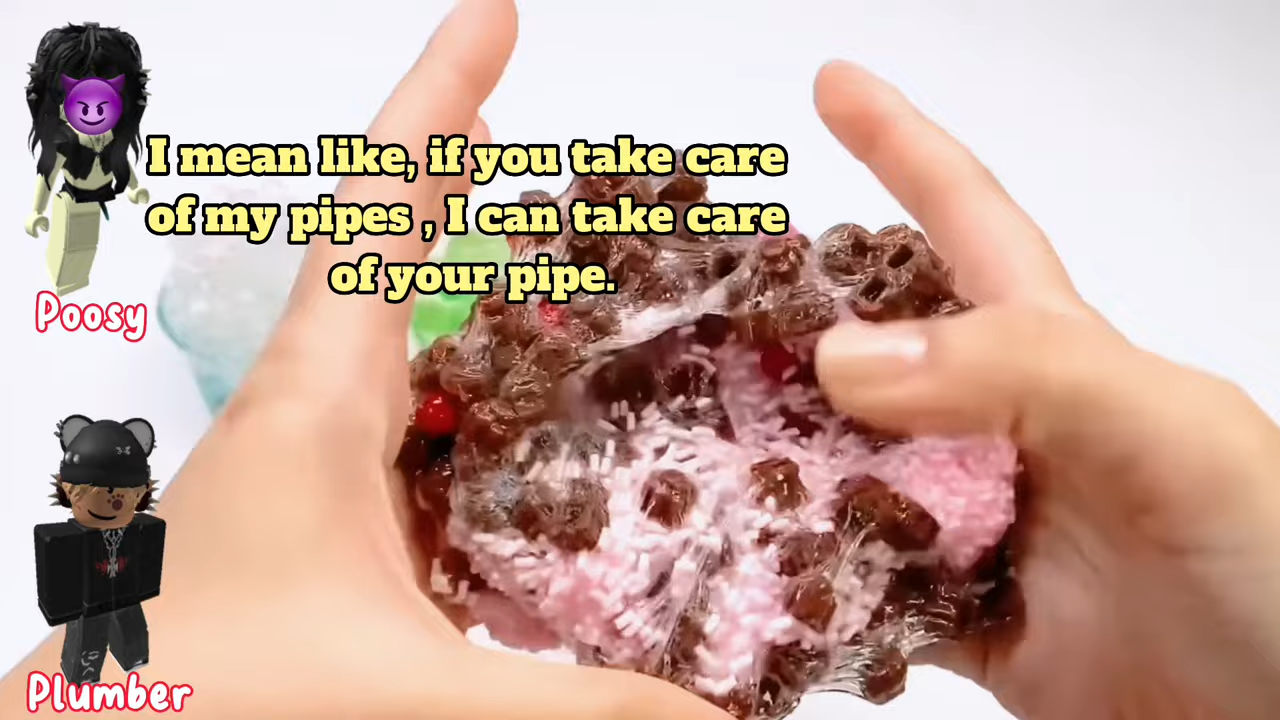 I mean like, if you take care
of my pipes , I can take care
of your pipe.
Poosy
Plumber